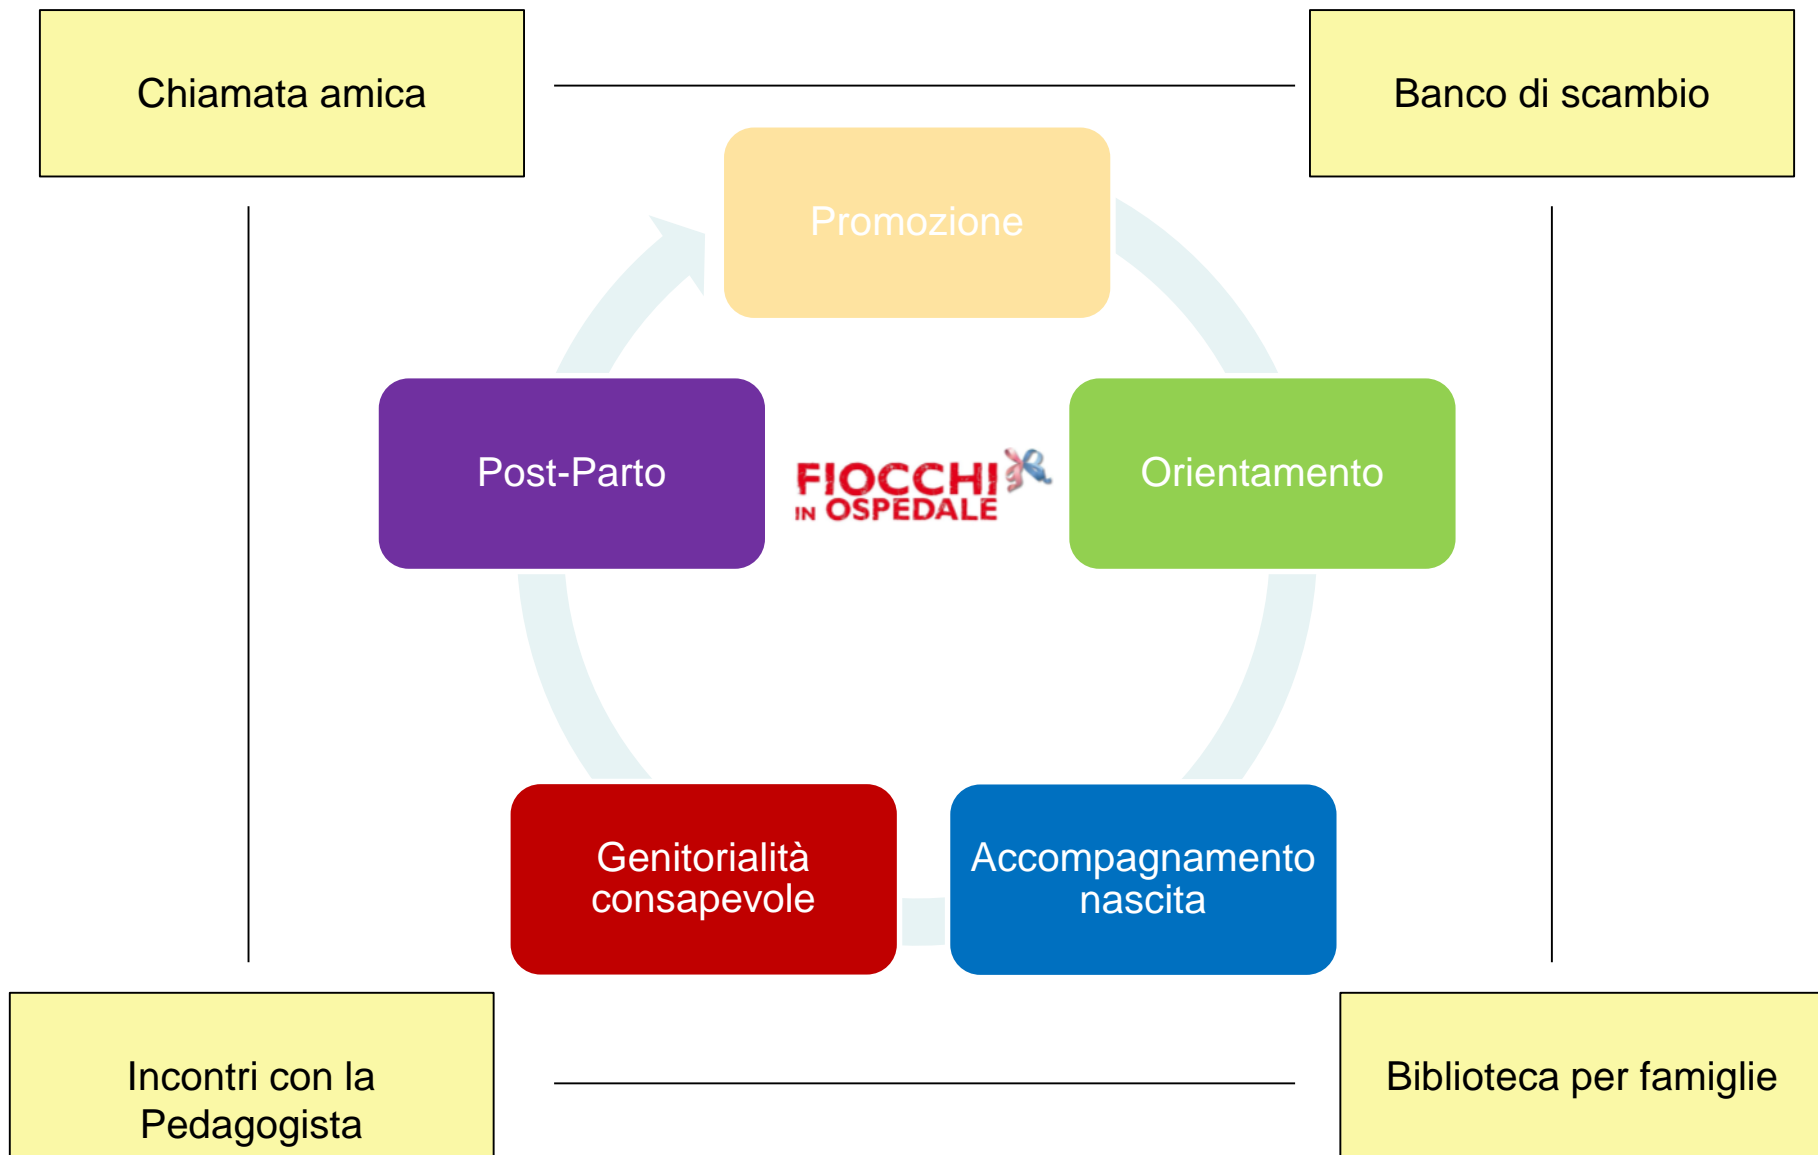 Chiamata amica
Banco di scambio
Promozione
Post-Parto
FIOCCHI
IN OSPEDALE
Orientamento
Genitorialità
consapevole
Accompagnamento
nascita
Incontri con la
Pedagogista
Biblioteca per famiglie